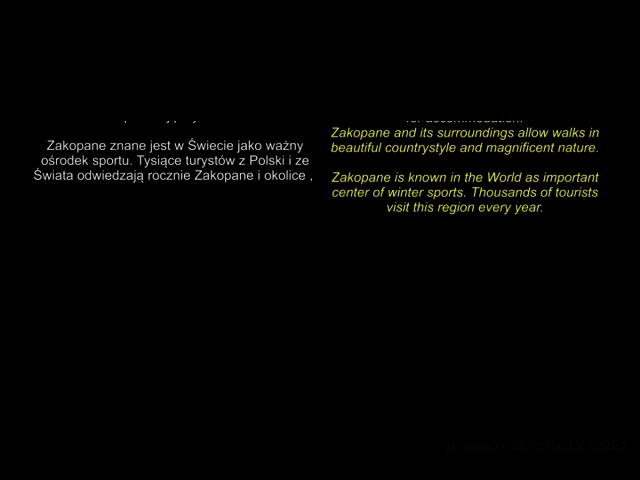 Zakopane znane jest w Świecie jako ważny
ośrodek sportu. Tysiące turystów z Polski i ze
Świata odwiedzają rocznie Zakopane i okolice ,
for accommodation.
Zakopane and its surroundings allow walks in
beautiful countrystyle and magnificent nature.
Zakopane is known in the World as important
center of winter sports. Thousands of tourists
visit this region every year.